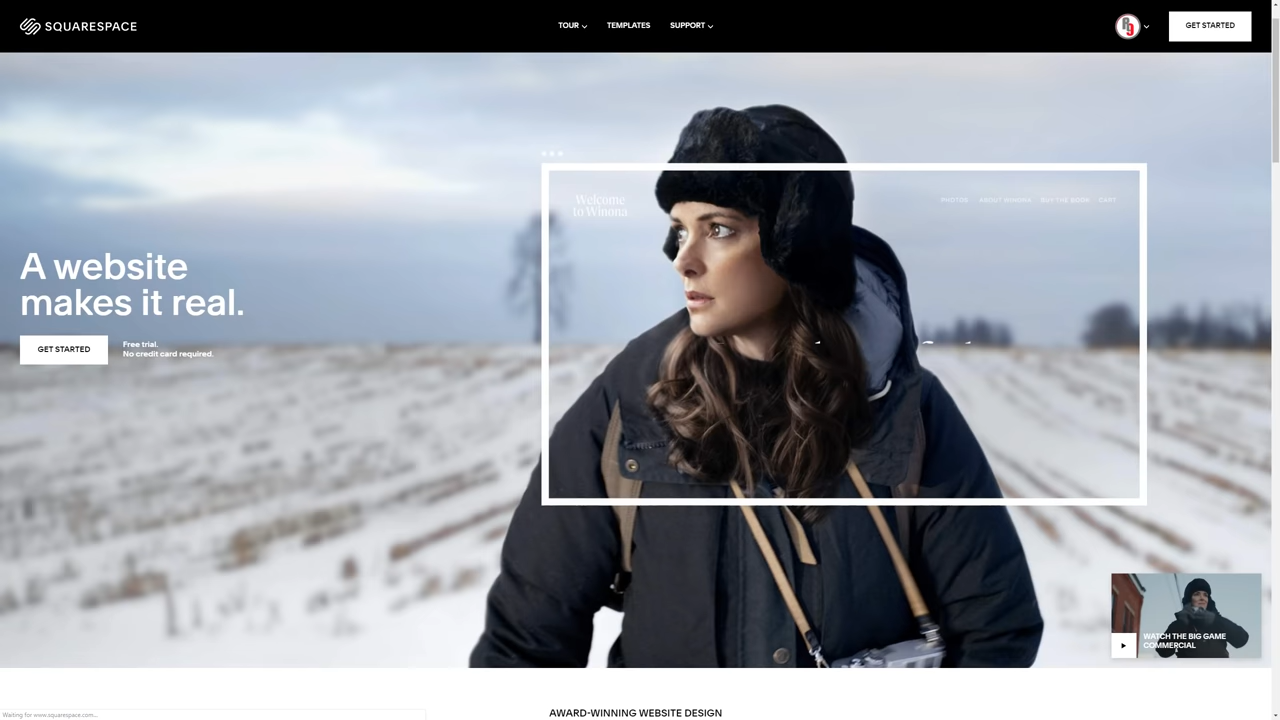 SQUARESPACE
TOUR
TEMPLATES
SUPPORT
R9
GET STARTED
Welcome
to Winona
PHOTOS
ABOUT WINONA
BUY THE BOOK
CART
A website
makes it real.
GET STARTED
Free trial.
No credit card required.
WATCH THE BIG GAME
COMMERCIAL
AWARD-WINNING WEBSITE DESIGN
Waiting for www.squarespace.com...